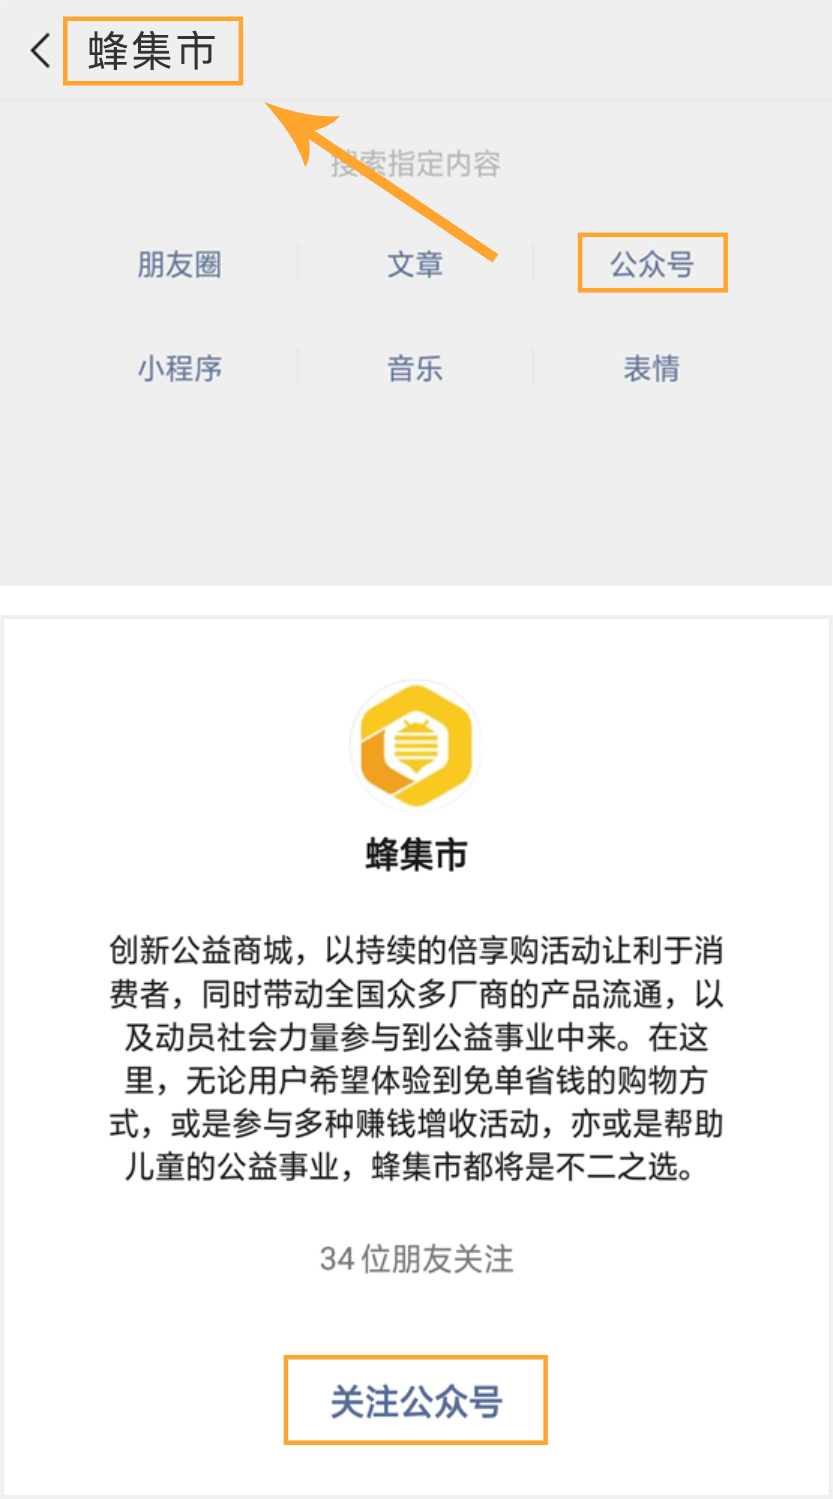 蜂集市
搜索指定内容
朋友圈 文章 公众号
小程序 音乐 表情
蜂集市
创新公益商城，以持续的倍享购活动让利于消
费者，同时带动全国众多厂商的产品流通，以
及动员社会力量参与到公益事业中来。在这
里，无论用户希望体验到免单省钱的购物方
式，或是参与多种赚钱增收活动，亦或是帮助
儿童的公益事业，蜂集市都将是不二之选。
34 位朋友关注
关注公众号